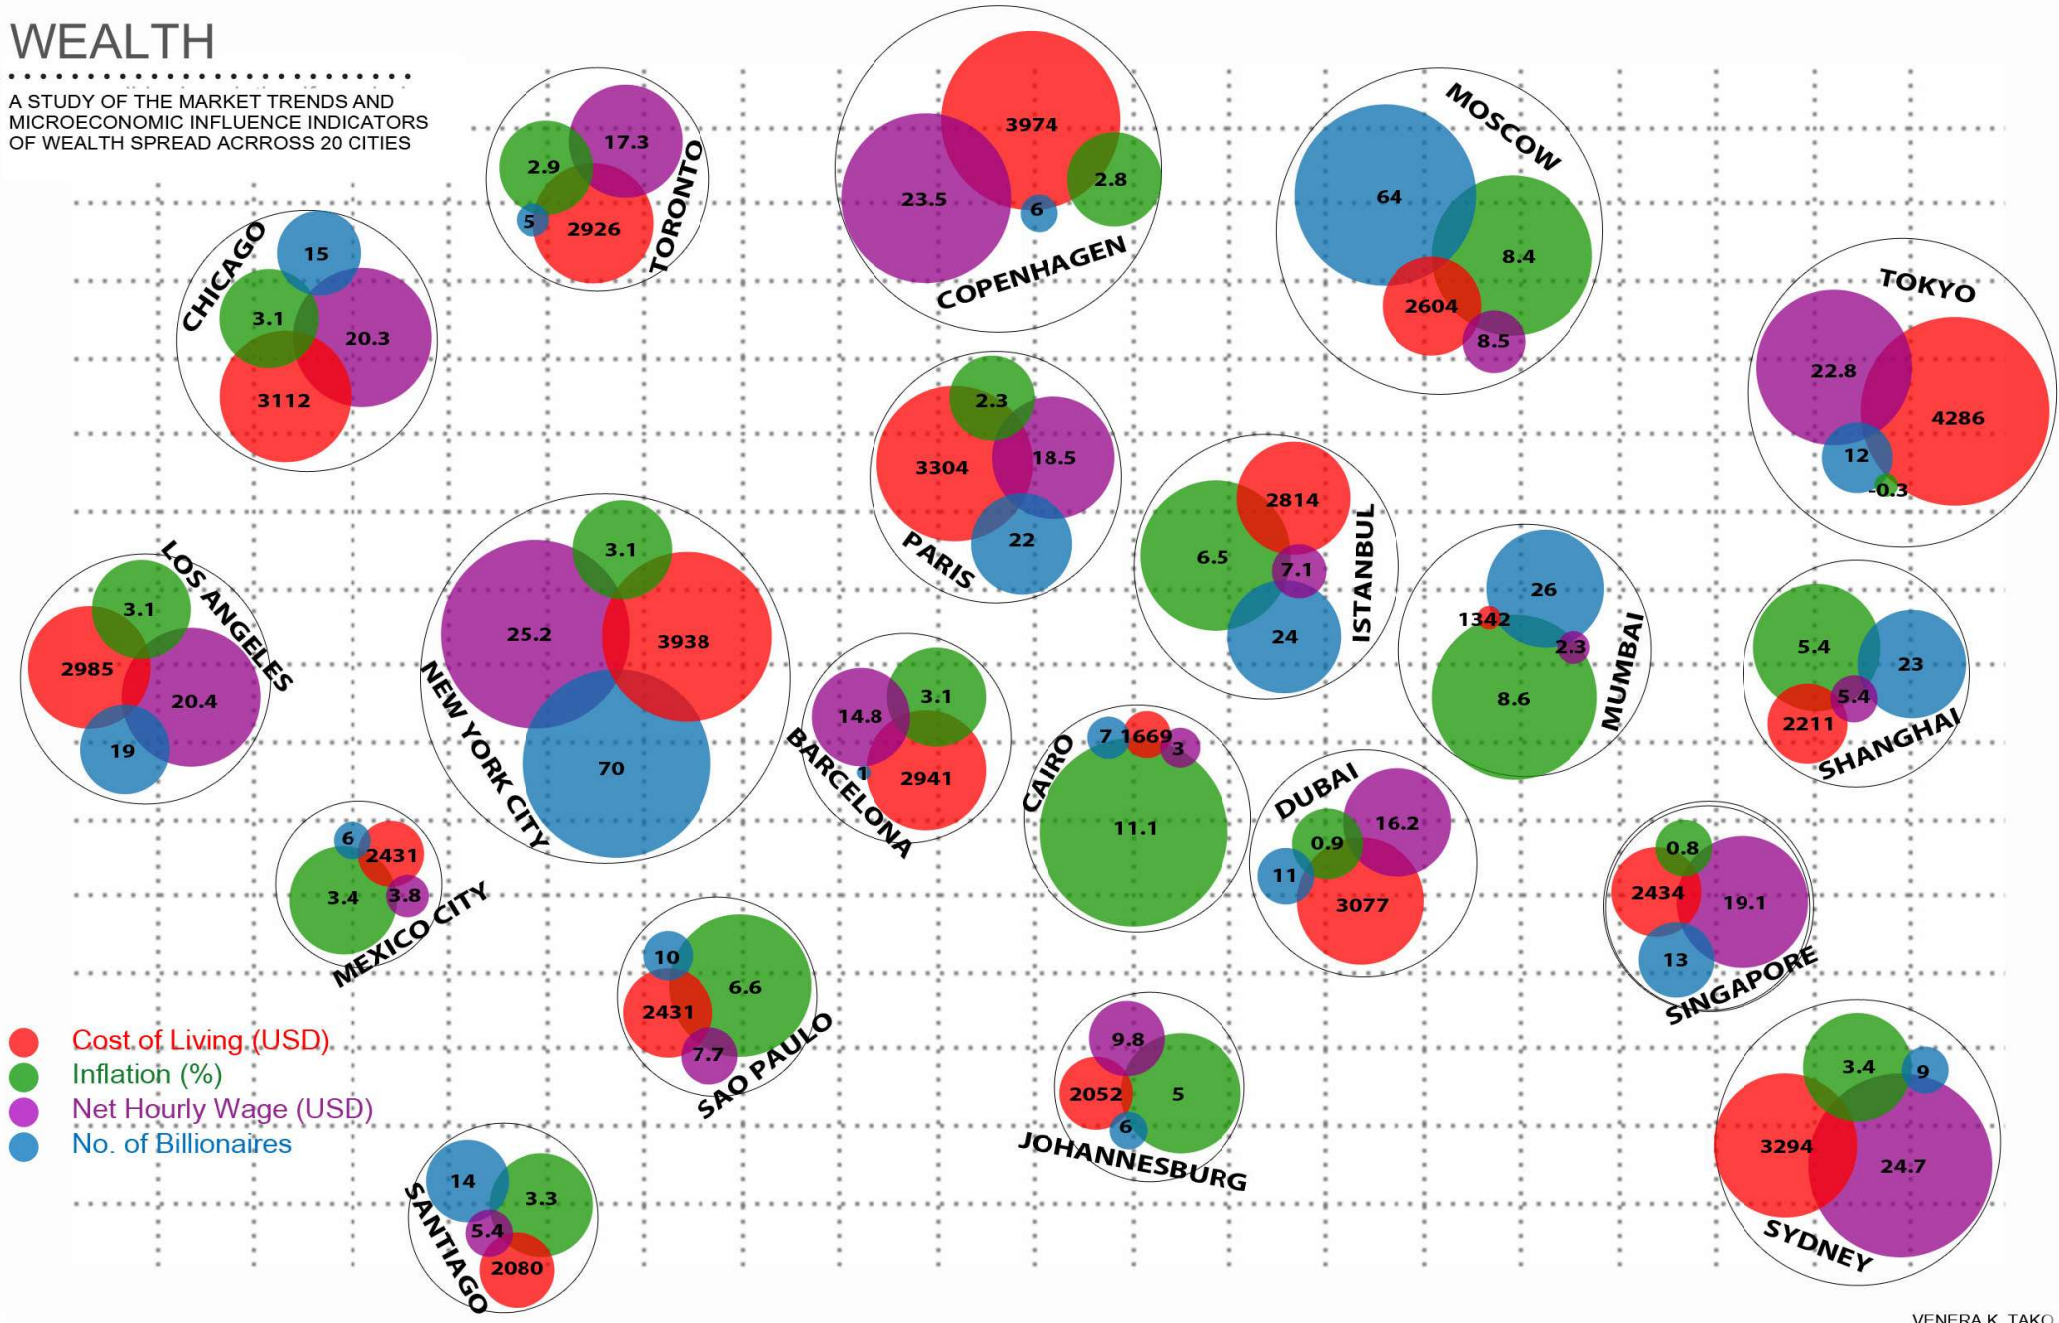 WEALTH
A STUDY OF THE MARKET TRENDS AND
MICROECONOMIC INFLUENCE INDICATORS
OF WEALTH SPREAD ACRROSS 20 CITIES
CHICAGO
15
3.1
20.3
3112
TORONTO
17.3
2.9
5
2926
COPENHAGEN
3974
2.8
23.5
6
MOSCOW
64
8.4
2604
8.5
TOKYO
22.8
4286
12
-0.3
PARIS
2.3
3304
18.5
22
ISTANBUL
2814
6.5
7.1
24
MUMBAI
26
1342
2.3
8.6
SHANGHAI
5.4
23
5.4
2211
LOS ANGELES
3.1
2985
20.4
19
NEW YORK CITY
3.1
25.2
3938
70
BARCELONA
3.1
14.8
1
2941
CAIRO
7
1669
3
11.1
DUBAI
16.2
0.9
11
3077
SINGAPORE
0.8
2434
19.1
13
MEXICO CITY
6
2431
3.4
3.8
SAO PAULO
10
6.6
2431
7.7
JOHANNESBURG
9.8
2052
5
6
SYDNEY
3.4
9
3294
24.7
SANTIAGO
14
3.3
5.4
2080
Cost of Living (USD)
Inflation (%)
Net Hourly Wage (USD)
No. of Billionaires
VENERA K. TAKO